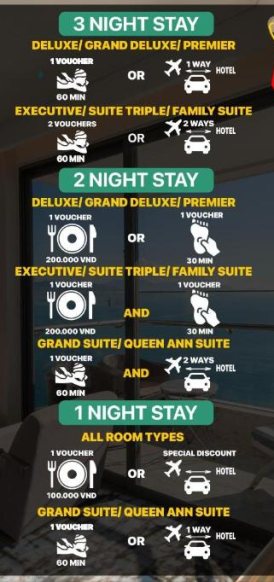 3 NIGHT STAY
DELUXE/ GRAND DELUXE/ PREMIER
1 VOUCHER
60 MIN
OR
1 WAY
HOTEL
EXECUTIVE/ SUITE TRIPLE/ FAMILY SUITE
2 VOUCHERS
60 MIN
OR
2 WAYS
HOTEL
2 NIGHT STAY
DELUXE/ GRAND DELUXE/ PREMIER
1 VOUCHER
200.000 VND
OR
1 VOUCHER
30 MIN
EXECUTIVE/ SUITE TRIPLE/ FAMILY SUITE
1 VOUCHER
200.000 VND
AND
1 VOUCHER
30 MIN
GRAND SUITE/ QUEEN ANN SUITE
1 VOUCHER
60 MIN
AND
2 WAYS
HOTEL
1 NIGHT STAY
ALL ROOM TYPES
1 VOUCHER
100.000 VND
OR
SPECIAL DISCOUNT
HOTEL
GRAND SUITE/ QUEEN ANN SUITE
1 VOUCHER
60 MIN
OR
1 WAY
HOTEL